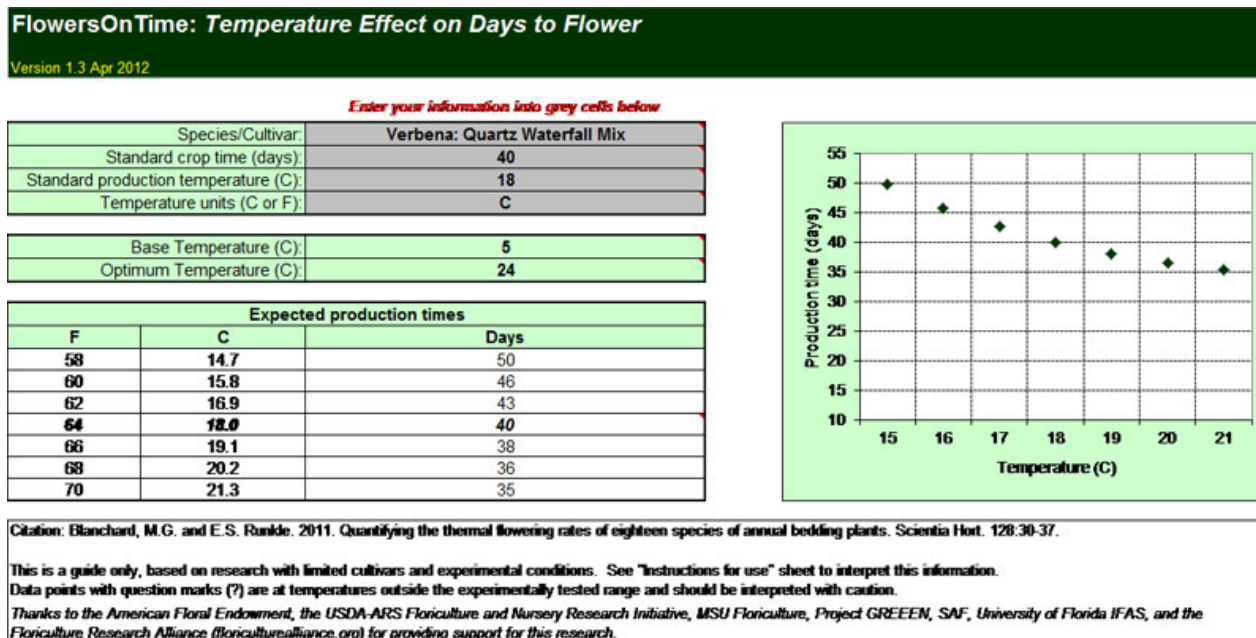 FlowersOnTime: Temperature Effect on Days to Flower
Version 1.3 Apr 2012
Enter your information into grey cells below
Species/Cultivar: Verbena: Quartz Waterfall Mix
Standard crop time (days): 40
Standard production temperature (C): 18
Temperature units (C or F): C
Base Temperature (C): 5
Optimum Temperature (C): 24
Expected production times
F C Days
58 14.7 50
60 15.8 46
62 16.9 43
64 18.0 40
66 19.1 38
68 20.2 36
70 21.3 35
Production time (days)
55
50
45
40
35
30
25
20
15
10
15 16 17 18 19 20 21
Temperature (C)
Citation: Blanchard, M.G. and E.S. Runkle. 2011. Quantifying the thermal flowering rates of eighteen species of annual bedding plants. Scientia Hort. 128:30-37.
This is a guide only, based on research with limited cultivars and experimental conditions. See "Instructions for use" sheet to interpret this information.
Data points with question marks (?) are at temperatures outside the experimentally tested range and should be interpreted with caution.
Thanks to the American Floral Endowment, the USDA-ARS Floriculture and Nursery Research Initiative, MSU Floriculture, Project GREEEN, SAF, University of Florida IFAS, and the
Floriculture Research Alliance (floriculturealliance.org) for providing support for this research.